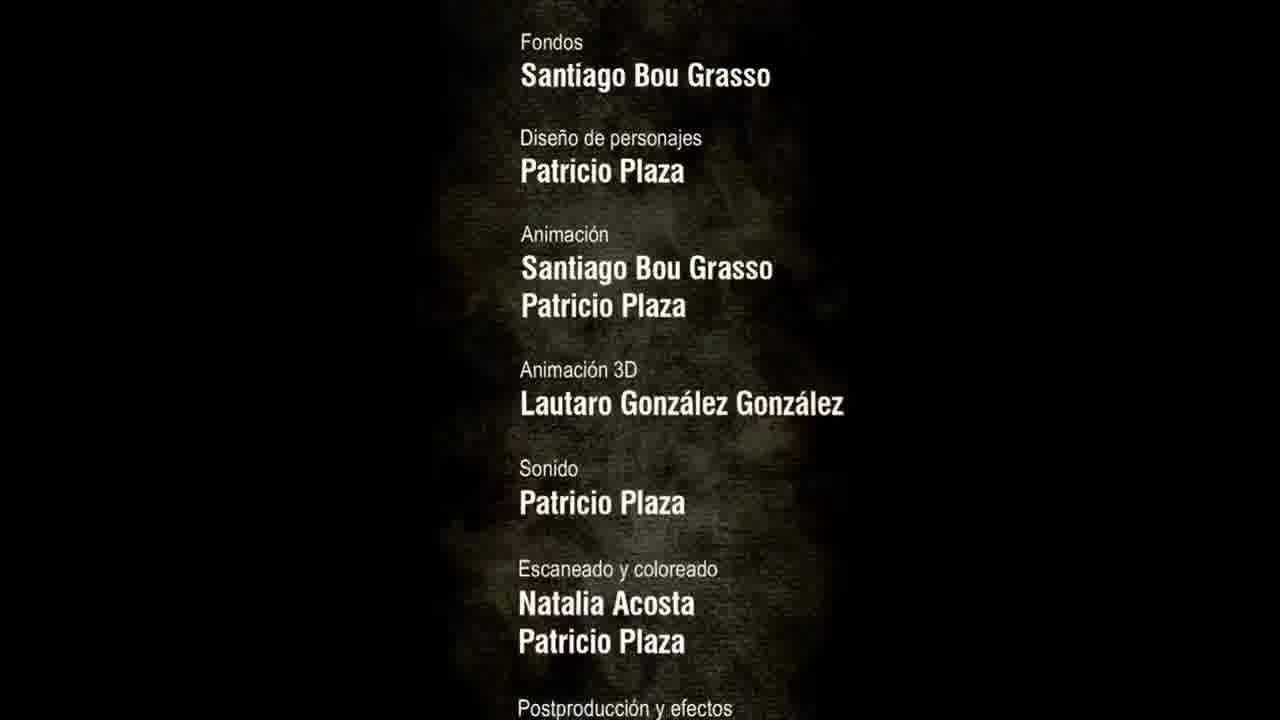 Fondos
Santiago Bou Grasso
Diseño de personajes
Patricio Plaza
Animación
Santiago Bou Grasso
Patricio Plaza
Animación 3D
Lautaro González González
Sonido
Patricio Plaza
Escaneado y coloreado
Natalia Acosta
Patricio Plaza
Postproducción y efectos